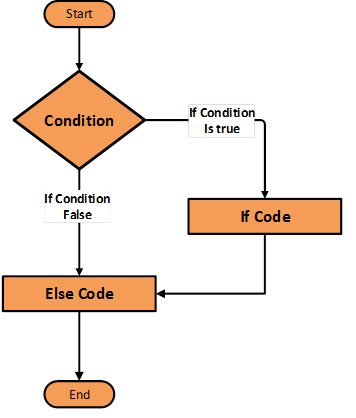 Start
Condition
If Condition
Is true
If Condition
False
If Code
Else Code
End